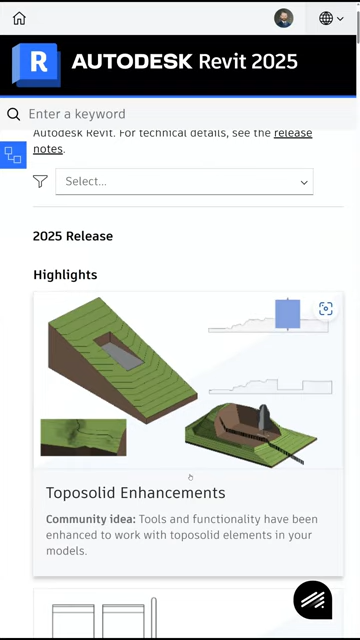 R AUTODESK Revit 2025
Enter a keyword
Autodesk Revit. For technical details, see the release
notes.
Select...
2025 Release
Highlights
Toposolid Enhancements
Community idea: Tools and functionality have been
enhanced to work with toposolid elements in your
models.